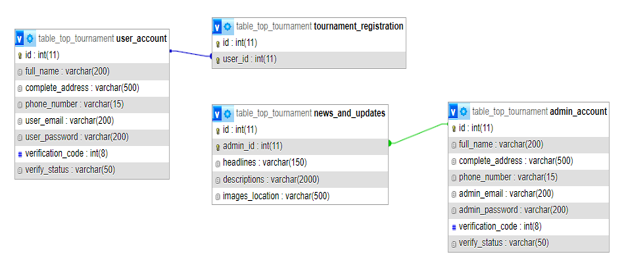 table_top_tournament user_account
id : int(11)
full_name : varchar(200)
complete_address : varchar(500)
phone_number : varchar(15)
user_email : varchar(200)
user_password : varchar(200)
verification_code : int(8)
verify_status : varchar(50)
table_top_tournament tournament_registration
id : int(11)
user_id : int(11)
table_top_tournament news_and_updates
id : int(11)
admin_id : int(11)
headlines : varchar(150)
descriptions : varchar(2000)
images_location : varchar(500)
table_top_tournament admin_account
id : int(11)
full_name : varchar(200)
complete_address : varchar(500)
phone_number : varchar(15)
admin_email : varchar(200)
admin_password : varchar(200)
verification_code : int(8)
verify_status : varchar(50)